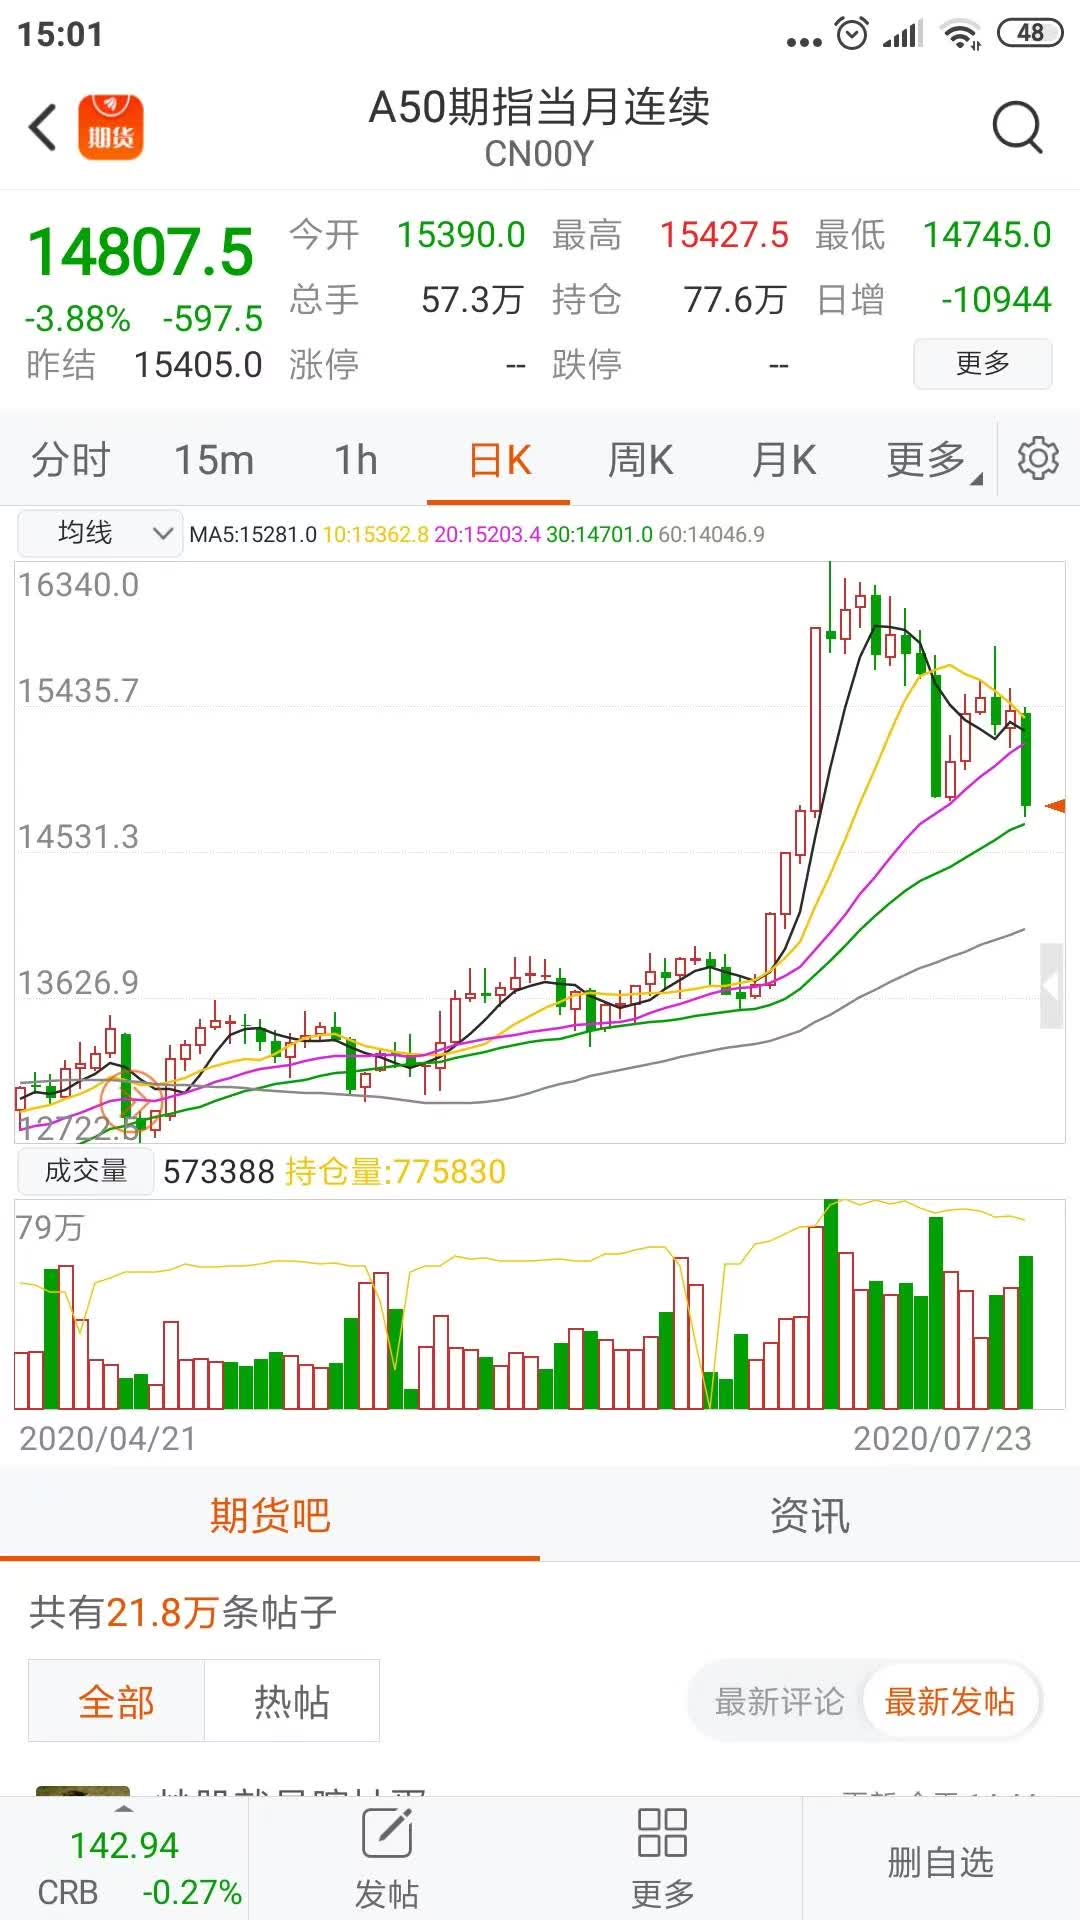 15:01
48
期货
A50期指当月连续
CN00Y
14807.5
今开 15390.0 最高 15427.5 最低 14745.0
-3.88% -597.5
总手 57.3万 持仓 77.6万 日增 -10944
昨结 15405.0 涨停 -- 跌停 --
更多
分时 15m 1h 日K 周K 月K 更多
均线 MA5:15281.0 10:15362.8 20:15203.4 30:14701.0 60:14046.9
16340.0
15435.7
14531.3
13626.9
12722.5
成交量 573388 持仓量:775830
79万
2020/04/21 2020/07/23
期货吧 资讯
共有21.8万条帖子
全部 热帖 最新评论 最新发帖
142.94
CRB -0.27%
发帖 更多 删自选